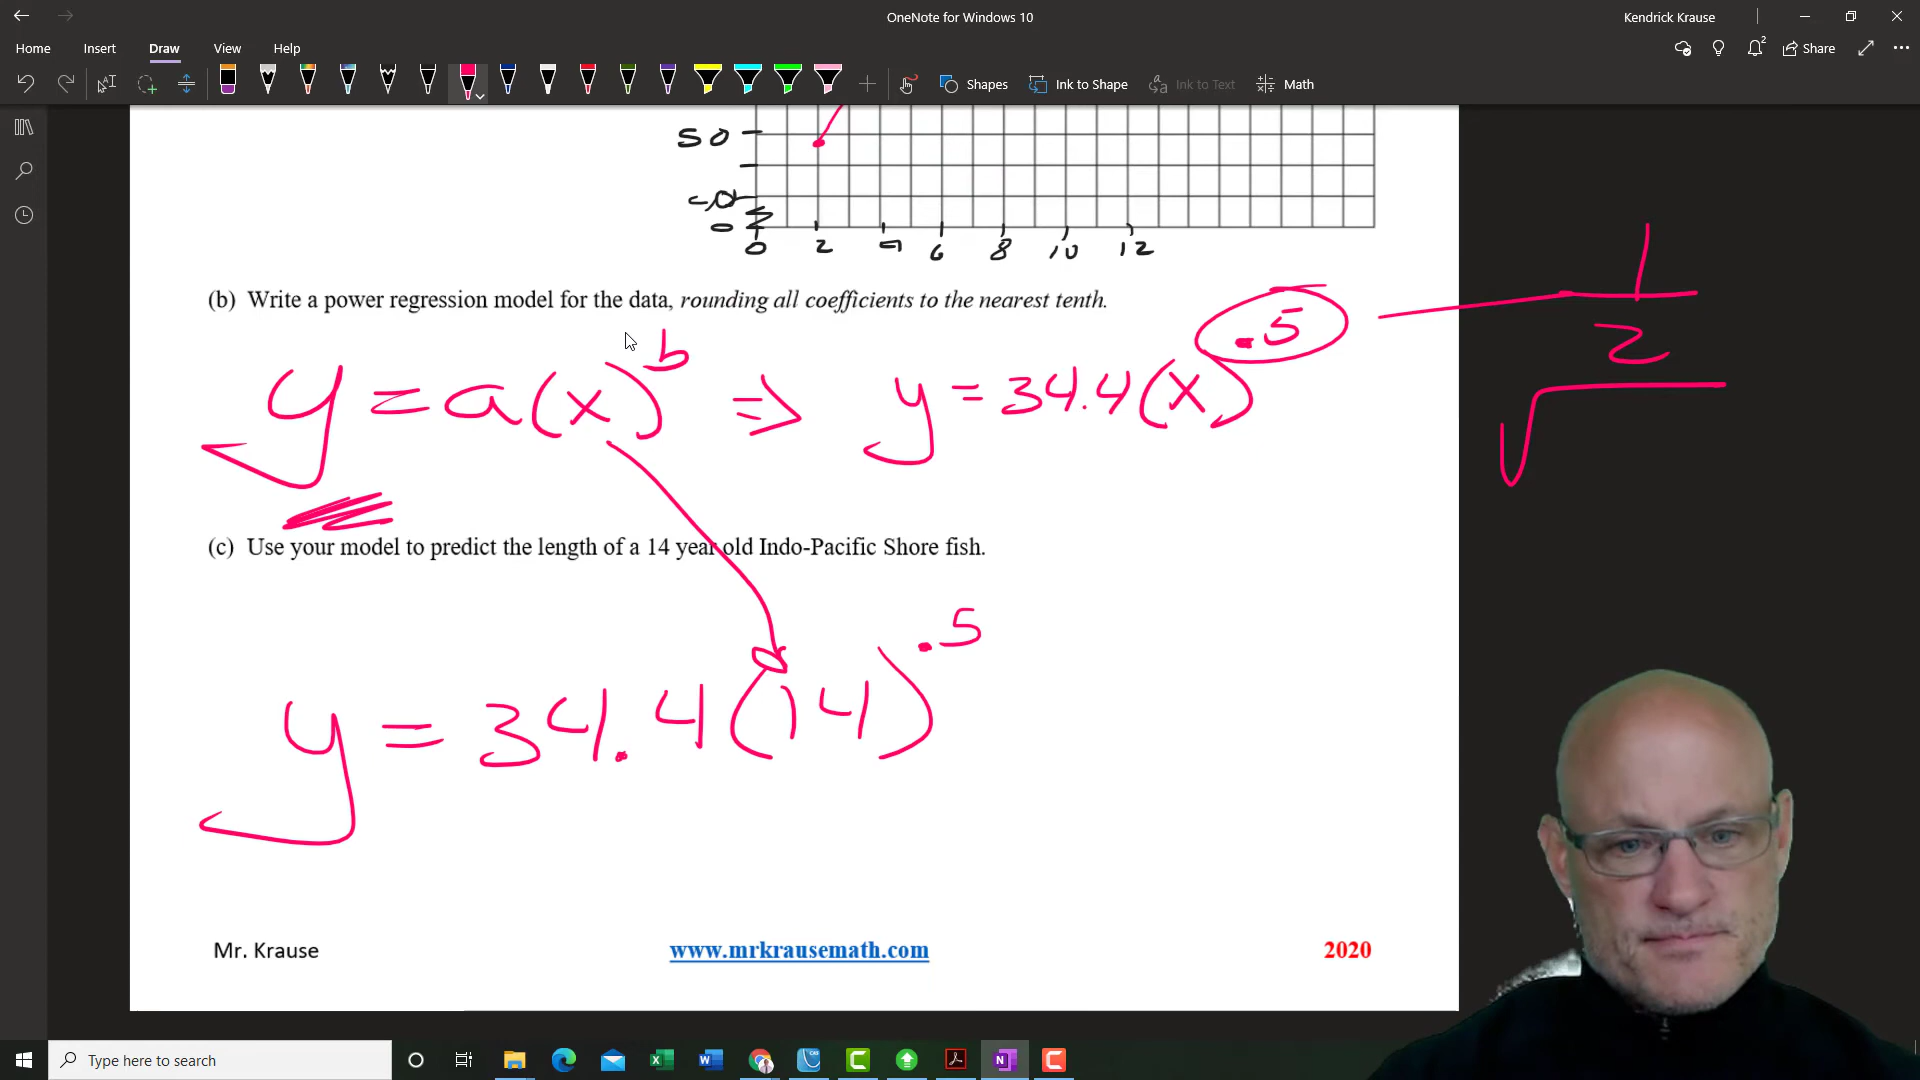 OneNote for Windows 10
Kendrick Krause
Home Insert Draw View Help
2 Share
Shapes Ink to Shape Ink to Text Math
50
0
0 2 4 6 8 10 12
(b) Write a power regression model for the data, rounding all coefficients to the nearest tenth.
y = a(x)^b ⇒ y = 34.4(x)^.5
1
2
√
(c) Use your model to predict the length of a 14 year old Indo-Pacific Shore fish.
y = 34.4(14)^.5
Mr. Krause www.mrkrausemath.com 2020
Type here to search